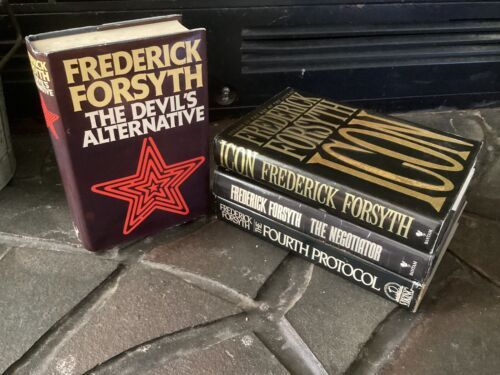 FREDERICK
FORSYTH
THE DEVIL'S
ALTERNATIVE
FREDERICK
FORSYTH
ICON
ICON FREDERICK FORSYTH
FREDERICK FORSYTH THE NEGOTIATOR
FREDERICK
FORSYTH THE FOURTH PROTOCOL